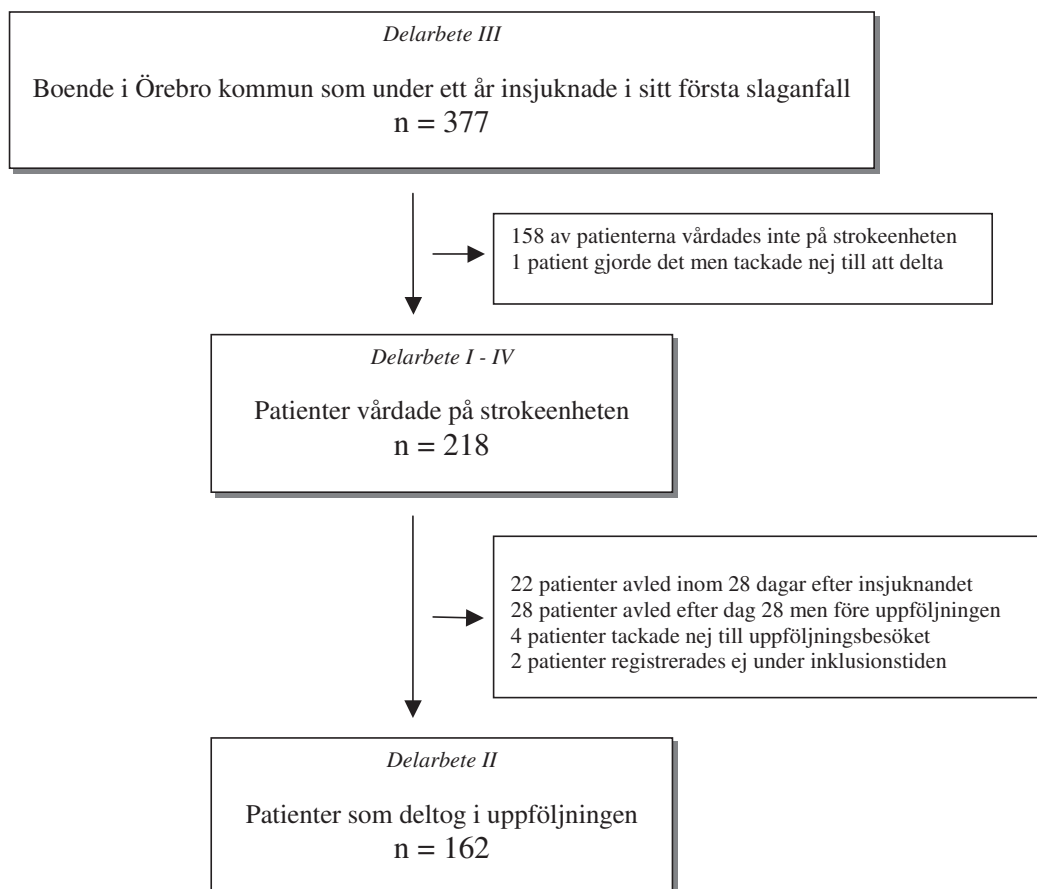 Delarbete III
Boende i Örebro kommun som under ett år insjuknade i sitt första slaganfall
n = 377
158 av patienterna vårdades inte på strokeenheten
1 patient gjorde det men tackade nej till att delta
Delarbete I - IV
Patienter vårdade på strokeenheten
n = 218
22 patienter avled inom 28 dagar efter insjuknandet
28 patienter avled efter dag 28 men före uppföljningen
4 patienter tackade nej till uppföljningsbesöket
2 patienter registrerades ej under inklusionstiden
Delarbete II
Patienter som deltog i uppföljningen
n = 162